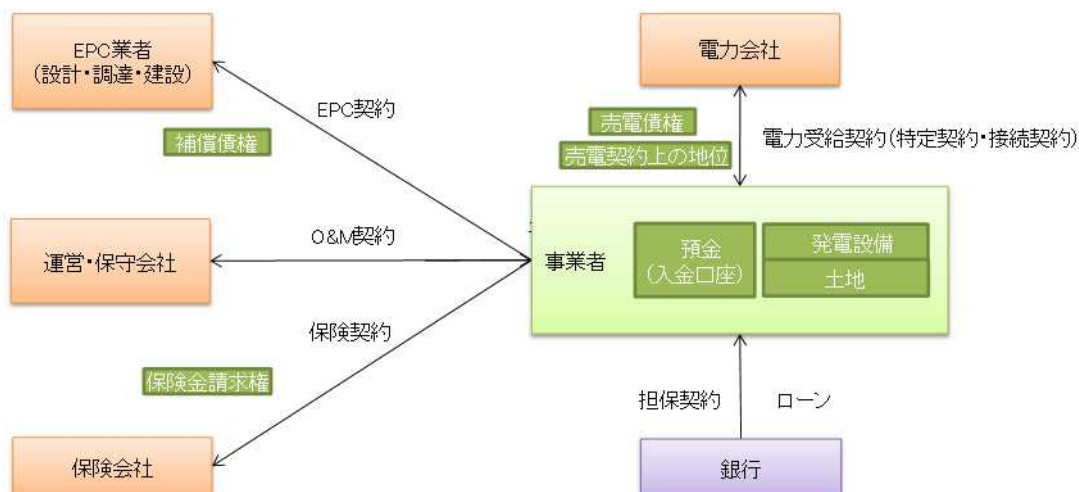 EPC業者
(設計・調達・建設)
電力会社
EPC契約
補償債権
売電債権
売電契約上の地位
電力受給契約(特定契約・接続契約)
運営・保守会社
O&M契約
事業者
預金
(入金口座)
発電設備
土地
保険契約
保険金請求権
担保契約
ローン
保険会社
銀行